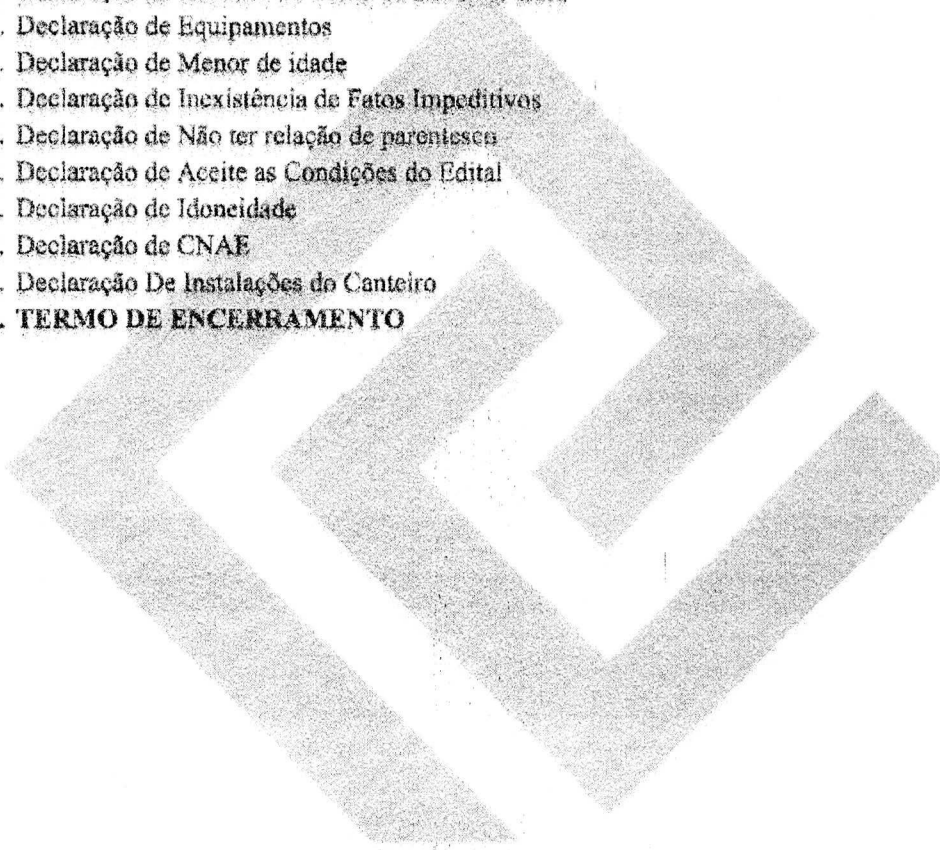 . Declaração de Equipamentos
. Declaração de Menor de idade
. Declaração de Inexistência de Fatos Impeditivos
. Declaração de Não ter relação de parentesco
. Declaração de Aceite as Condições do Edital
. Declaração de Idoneidade
. Declaração de CNAE
. Declaração De Instalações do Canteiro
. TERMO DE ENCERRAMENTO